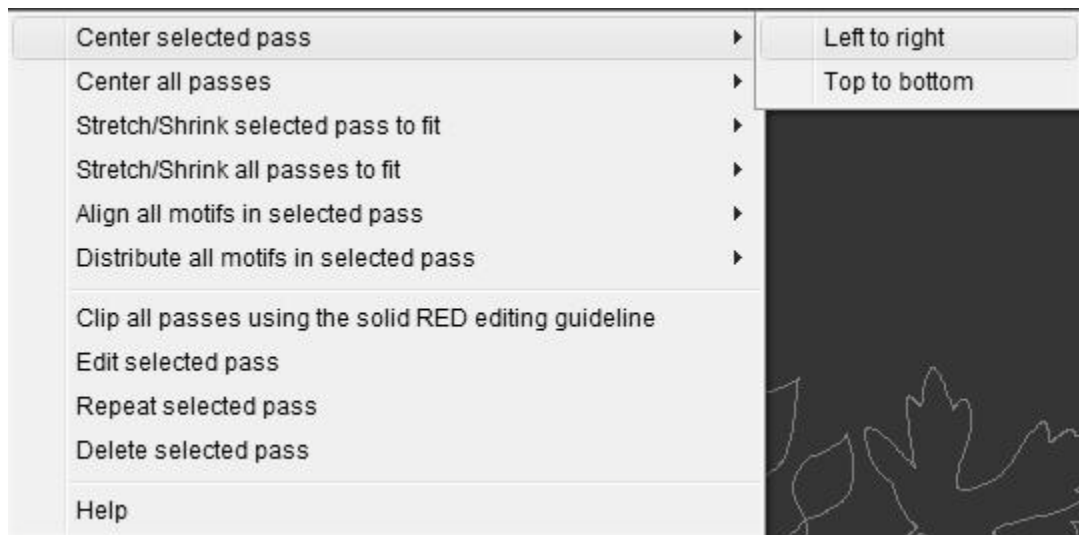 Center selected pass
Left to right
Center all passes
Top to bottom
Stretch/Shrink selected pass to fit
Stretch/Shrink all passes to fit
Align all motifs in selected pass
Distribute all motifs in selected pass
Clip all passes using the solid RED editing guideline
Edit selected pass
Repeat selected pass
Delete selected pass
Help